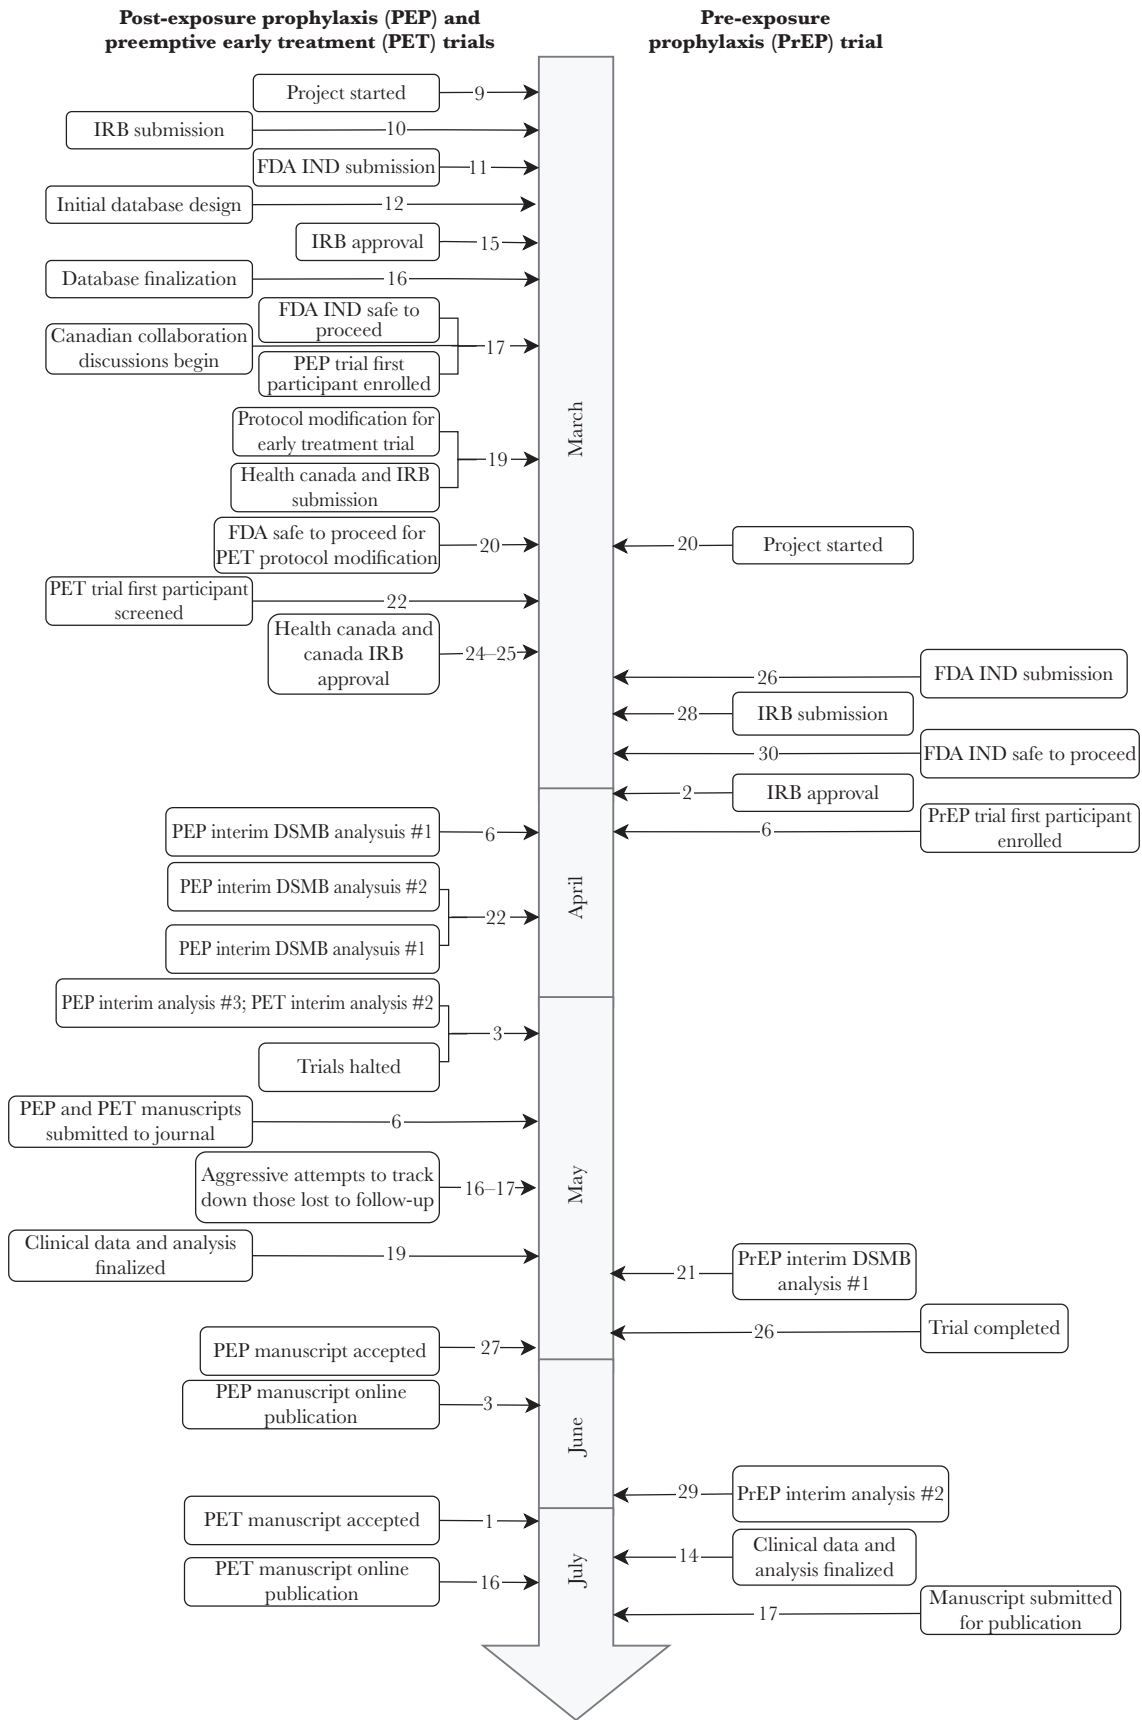 Post-exposure prophylaxis (PEP) and
preemptive early treatment (PET) trials
Pre-exposure
prophylaxis (PrEP) trial
Project started
9
IRB submission
10
FDA IND submission
11
Initial database design
12
IRB approval
15
Database finalization
16
FDA IND safe to
proceed
Canadian collaboration
discussions begin
17
PEP trial first
participant enrolled
March
Protocol modification for
early treatment trial
19
Health canada and IRB
submission
FDA safe to proceed for
PET protocol modification
20
20
Project started
PET trial first participant
screened
22
Health canada and
canada IRB
approval
24–25
26
FDA IND submission
28
IRB submission
30
FDA IND safe to proceed
2
IRB approval
PEP interim DSMB analysuis #1
6
6
PrEP trial first participant
enrolled
April
PEP interim DSMB analysuis #2
22
PEP interim DSMB analysuis #1
PEP interim analysis #3; PET interim analysis #2
3
Trials halted
PEP and PET manuscripts
submitted to journal
6
May
Aggressive attempts to track
down those lost to follow-up
16–17
Clinical data and analysis
finalized
19
21
PrEP interim DSMB
analysis #1
26
Trial completed
PEP manuscript accepted
27
PEP manuscript online
publication
3
June
29
PrEP interim analysis #2
PET manuscript accepted
1
July
14
Clinical data and
analysis finalized
PET manuscript online
publication
16
17
Manuscript submitted
for publication